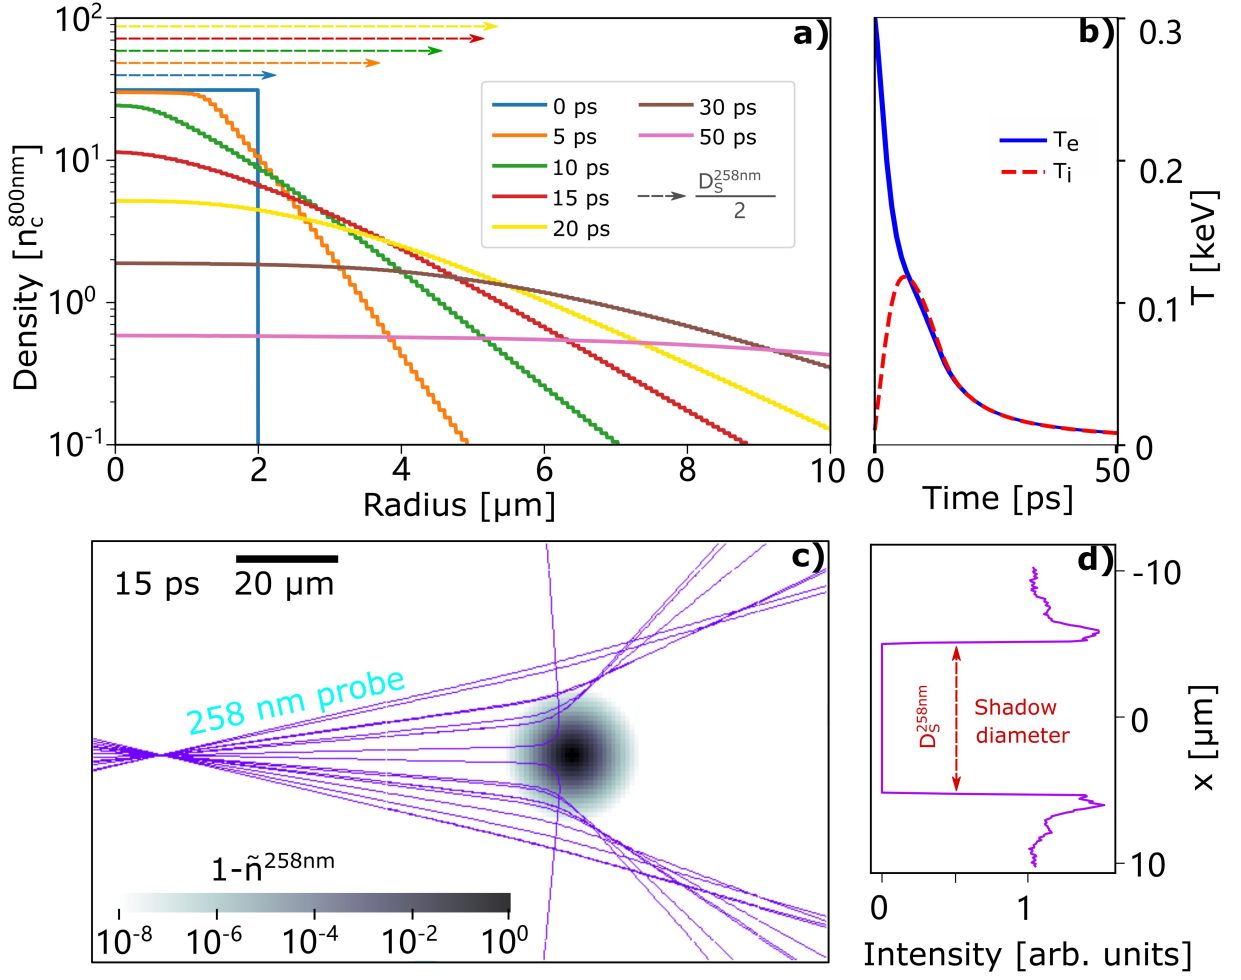 a)
10²
10¹
10⁰
10⁻¹
Density [n_c^800nm]
0 ps
5 ps
10 ps
15 ps
20 ps
30 ps
50 ps
D_S^258nm
2
0 2 4 6 8 10
Radius [μm]
b)
T_e
T_i
0.3
0.2
0.1
0
T [keV]
0 50
Time [ps]
c)
15 ps
20 μm
258 nm probe
1-ñ^258nm
10⁻⁸ 10⁻⁶ 10⁻⁴ 10⁻² 10⁰
d)
-10
0
10
x [μm]
D_S^258nm
Shadow
diameter
0 1
Intensity [arb. units]